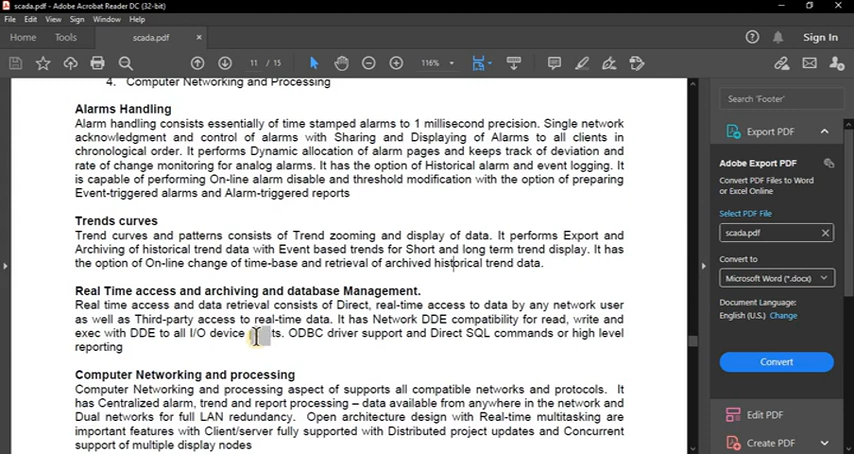 scada.pdf - Adobe Acrobat Reader DC (32-bit)
File Edit View Sign Window Help
Home Tools scada.pdf × Sign In
11 / 15 116%
4. Computer Networking and Processing
Alarms Handling
Alarm handling consists essentially of time stamped alarms to 1 millisecond precision. Single network
acknowledgment and control of alarms with Sharing and Displaying of Alarms to all clients in
chronological order. It performs Dynamic allocation of alarm pages and keeps track of deviation and
rate of change monitoring for analog alarms. It has the option of Historical alarm and event logging. It
is capable of performing On-line alarm disable and threshold modification with the option of preparing
Event-triggered alarms and Alarm-triggered reports
Trends curves
Trend curves and patterns consists of Trend zooming and display of data. It performs Export and
Archiving of historical trend data with Event based trends for Short and long term trend display. It has
the option of On-line change of time-base and retrieval of archived historical trend data.
Real Time access and archiving and database Management.
Real time access and data retrieval consists of Direct, real-time access to data by any network user
as well as Third-party access to real-time data. It has Network DDE compatibility for read, write and
exec with DDE to all I/O device ts. ODBC driver support and Direct SQL commands or high level
reporting
Computer Networking and processing
Computer Networking and processing aspect of supports all compatible networks and protocols. It
has Centralized alarm, trend and report processing – data available from anywhere in the network and
Dual networks for full LAN redundancy. Open architecture design with Real-time multitasking are
important features with Client/server fully supported with Distributed project updates and Concurrent
support of multiple display nodes
Search 'Footer'
Export PDF
Adobe Export PDF
Convert PDF Files to Word
or Excel Online
Select PDF File
scada.pdf
Convert to
Microsoft Word (*.docx)
Document Language:
English (U.S.) Change
Convert
Edit PDF
Create PDF